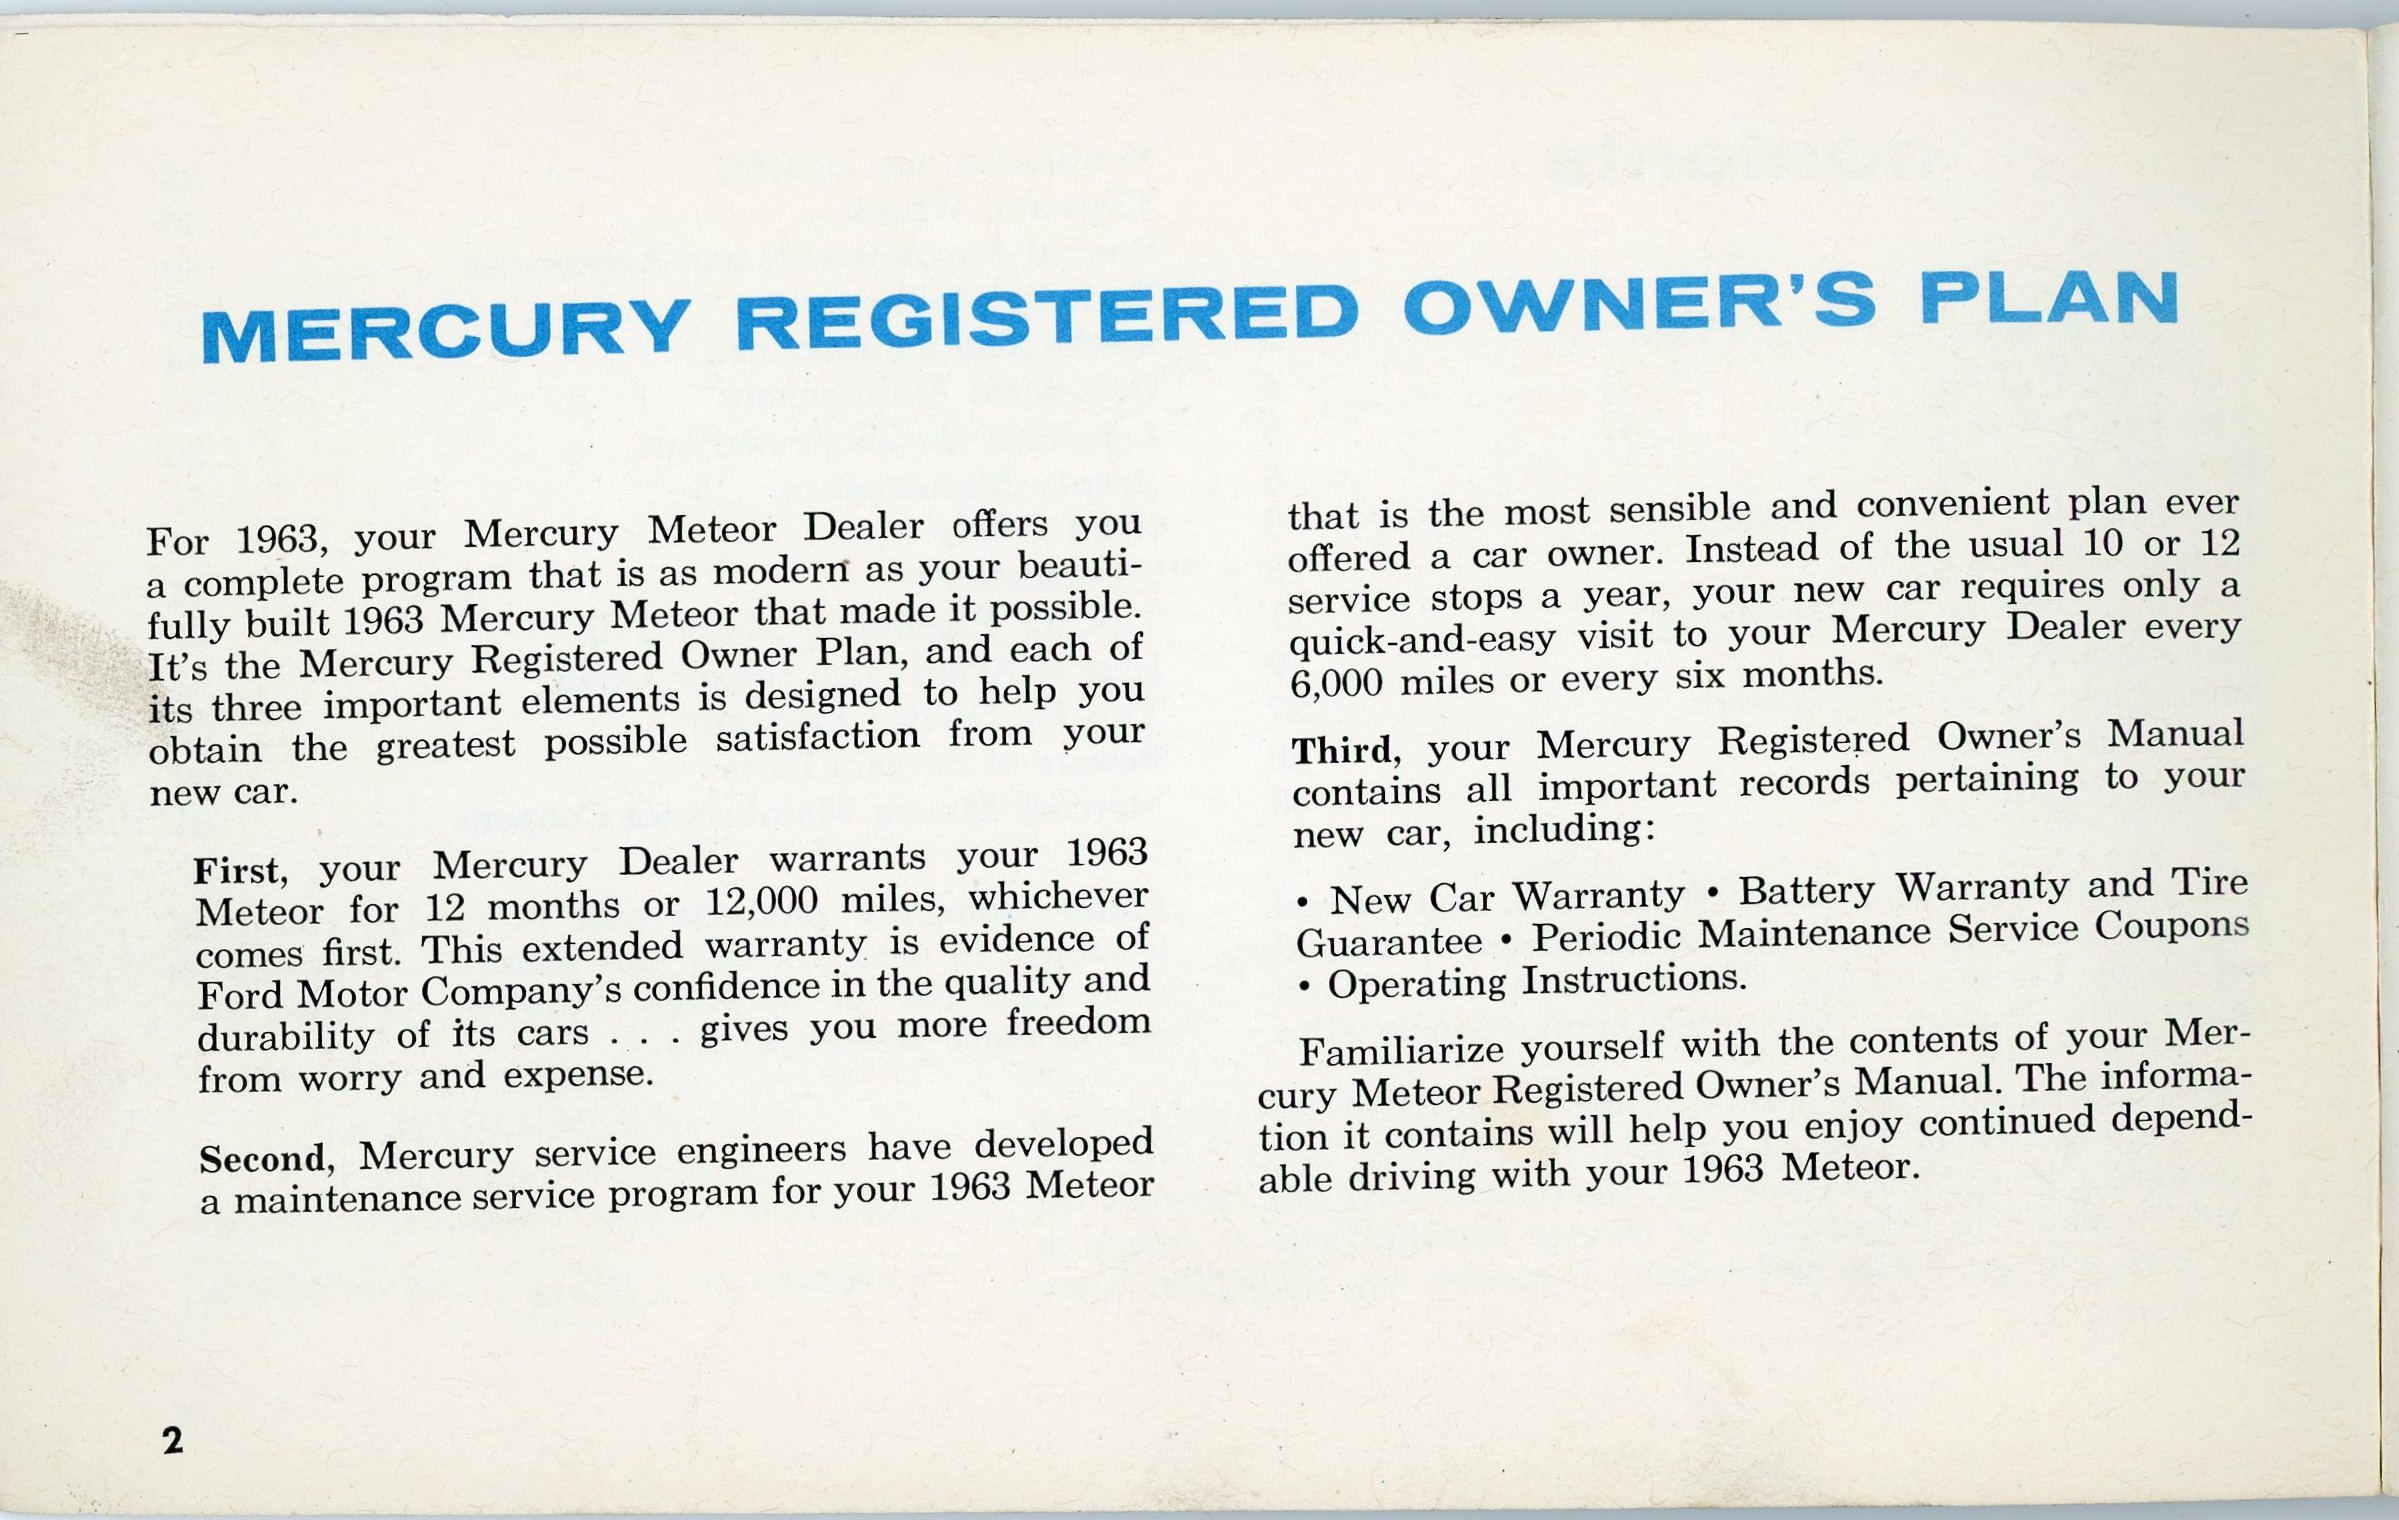 MERCURY REGISTERED OWNER'S PLAN
For 1963, your Mercury Meteor Dealer offers you
a complete program that is as modern as your beauti-
fully built 1963 Mercury Meteor that made it possible.
It's the Mercury Registered Owner Plan, and each of
its three important elements is designed to help you
obtain the greatest possible satisfaction from your
new car.
First, your Mercury Dealer warrants your 1963
Meteor for 12 months or 12,000 miles, whichever
comes first. This extended warranty is evidence of
Ford Motor Company's confidence in the quality and
durability of its cars . . . gives you more freedom
from worry and expense.
Second, Mercury service engineers have developed
a maintenance service program for your 1963 Meteor
that is the most sensible and convenient plan ever
offered a car owner. Instead of the usual 10 or 12
service stops a year, your new car requires only a
quick-and-easy visit to your Mercury Dealer every
6,000 miles or every six months.
Third, your Mercury Registered Owner's Manual
contains all important records pertaining to your
new car, including:
• New Car Warranty • Battery Warranty and Tire
Guarantee • Periodic Maintenance Service Coupons
• Operating Instructions.
Familiarize yourself with the contents of your Mer-
cury Meteor Registered Owner's Manual. The informa-
tion it contains will help you enjoy continued depend-
able driving with your 1963 Meteor.
2